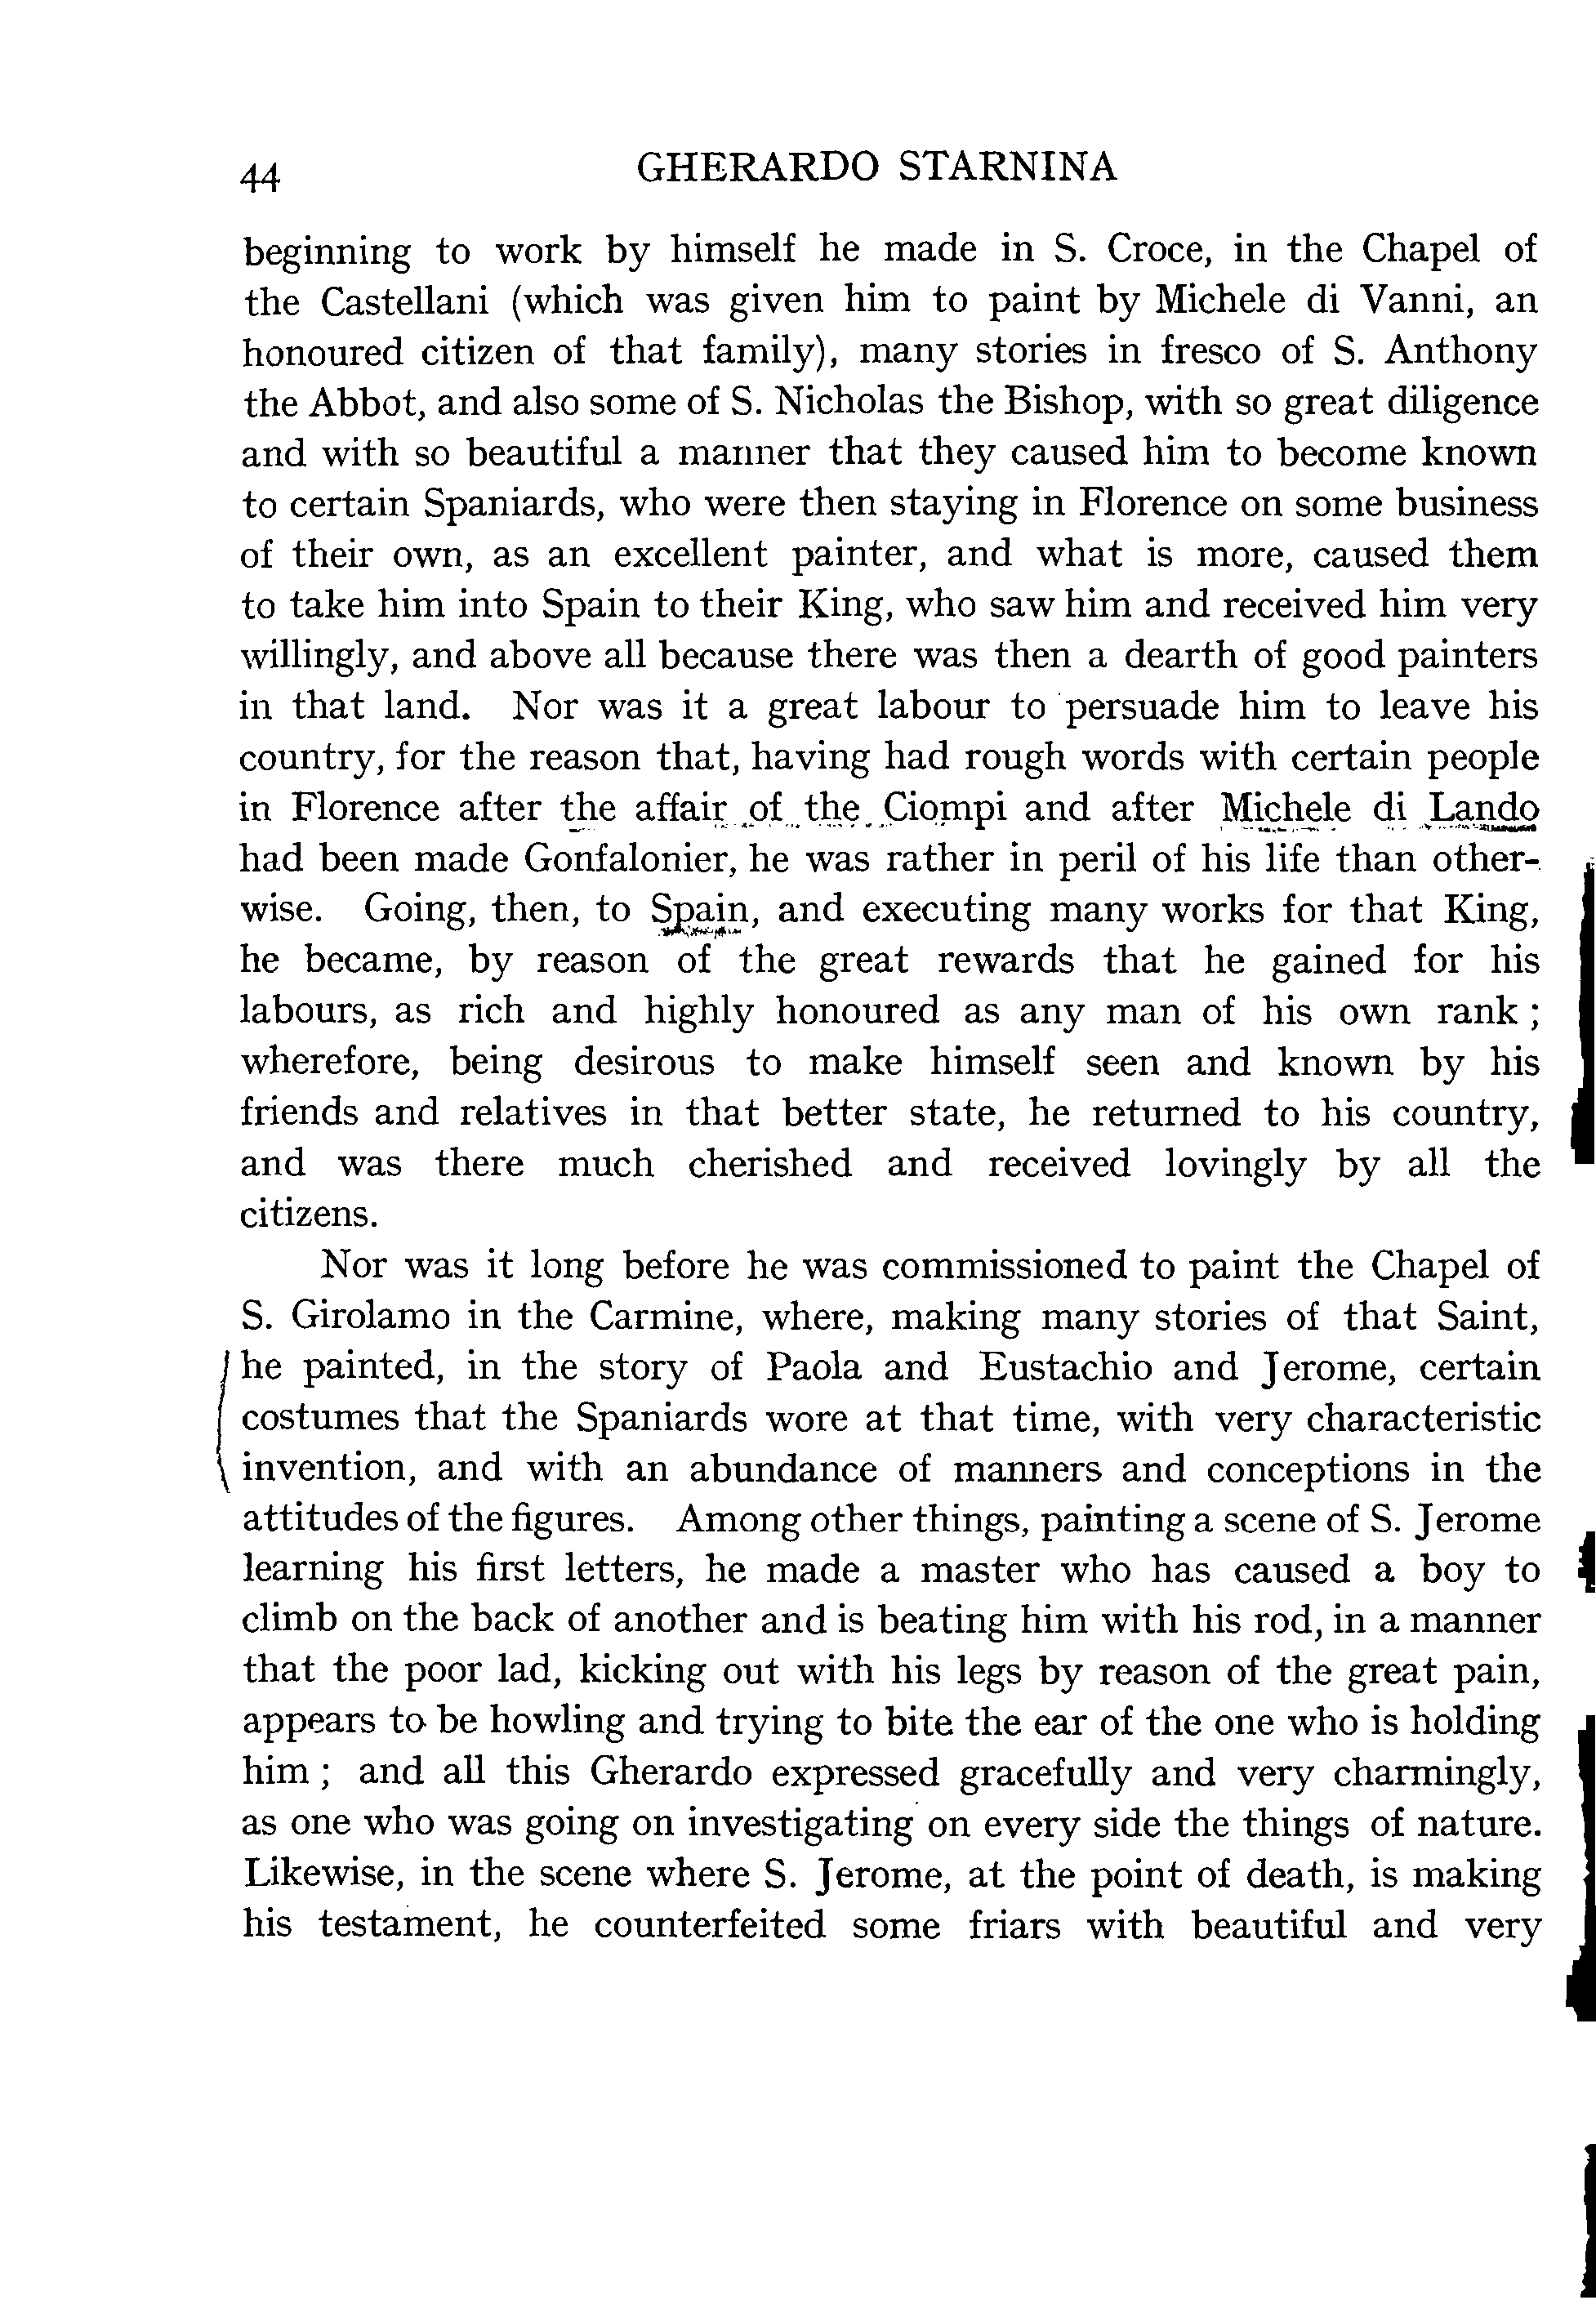 44 GHERARDO STARNINA
beginning to work by himself he made in S. Croce, in the Chapel of
the Castellani (which was given him to paint by Michele di Vanni, an
honoured citizen of that family), many stories in fresco of S. Anthony
the Abbot, and also some of S. Nicholas the Bishop, with so great diligence
and with so beautiful a manner that they caused him to become known
to certain Spaniards, who were then staying in Florence on some business
of their own, as an excellent painter, and what is more, caused them
to take him into Spain to their King, who saw him and received him very
willingly, and above all because there was then a dearth of good painters
in that land. Nor was it a great labour to persuade him to leave his
country, for the reason that, having had rough words with certain people
in Florence after the affair of the Ciompi and after Michele di Lando
had been made Gonfalonier, he was rather in peril of his life than other-
wise. Going, then, to Spain, and executing many works for that King,
he became, by reason of the great rewards that he gained for his
labours, as rich and highly honoured as any man of his own rank ;
wherefore, being desirous to make himself seen and known by his
friends and relatives in that better state, he returned to his country,
and was there much cherished and received lovingly by all the
citizens.
Nor was it long before he was commissioned to paint the Chapel of
S. Girolamo in the Carmine, where, making many stories of that Saint,
he painted, in the story of Paola and Eustachio and Jerome, certain
costumes that the Spaniards wore at that time, with very characteristic
invention, and with an abundance of manners and conceptions in the
attitudes of the figures. Among other things, painting a scene of S. Jerome
learning his first letters, he made a master who has caused a boy to
climb on the back of another and is beating him with his rod, in a manner
that the poor lad, kicking out with his legs by reason of the great pain,
appears to be howling and trying to bite the ear of the one who is holding
him ; and all this Gherardo expressed gracefully and very charmingly,
as one who was going on investigating on every side the things of nature.
Likewise, in the scene where S. Jerome, at the point of death, is making
his testament, he counterfeited some friars with beautiful and very